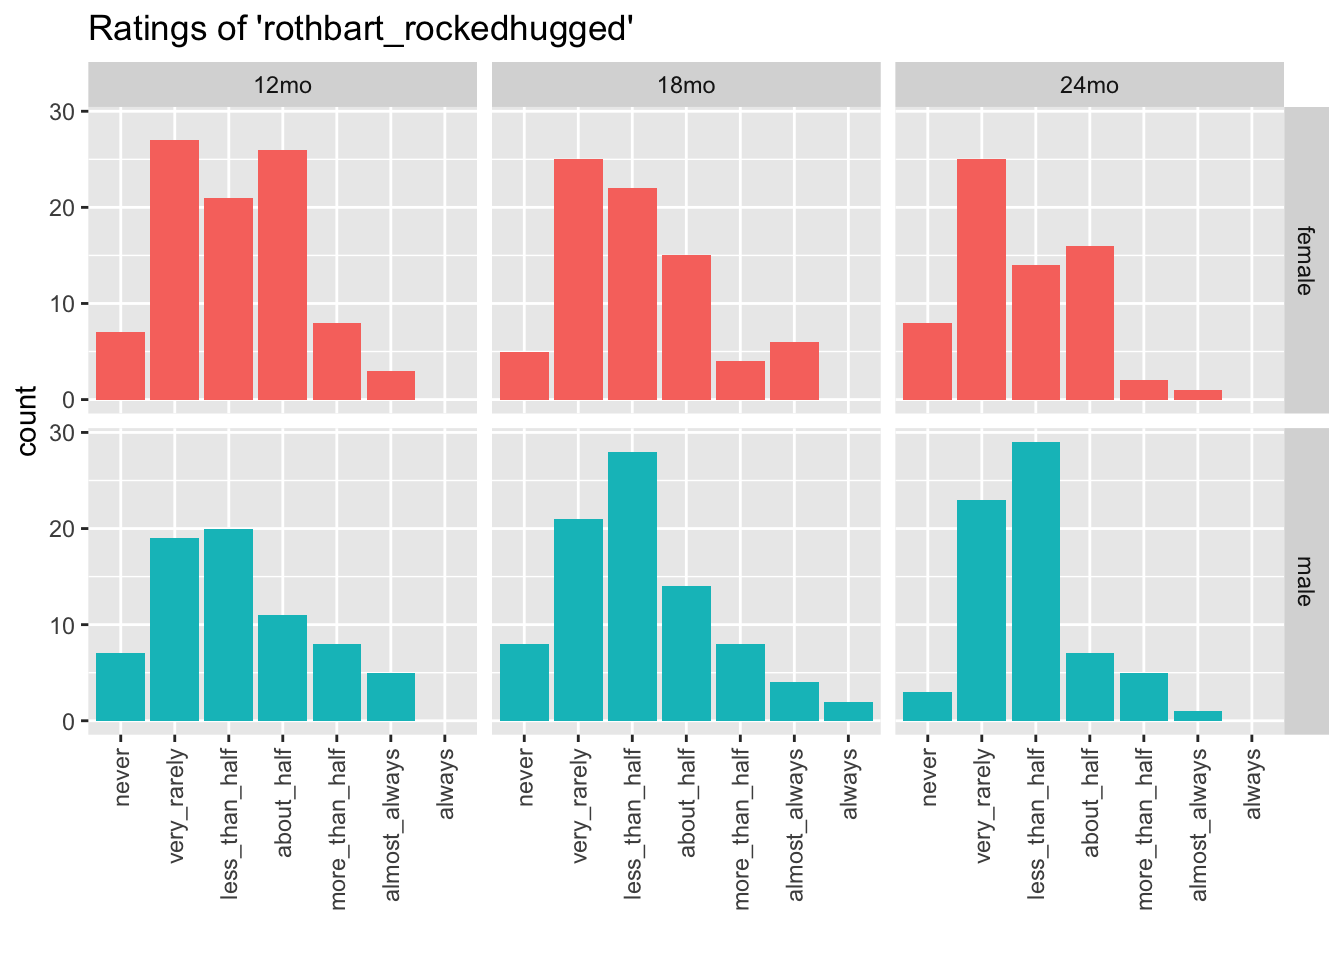 Ratings of 'rothbart_rockedhugged'
12mo 18mo 24mo
30
20
10
0
female
count
30
20
10
0
male
never very_rarely less_than_half about_half more_than_half almost_always always never very_rarely less_than_half about_half more_than_half almost_always always never very_rarely less_than_half about_half more_than_half almost_always always